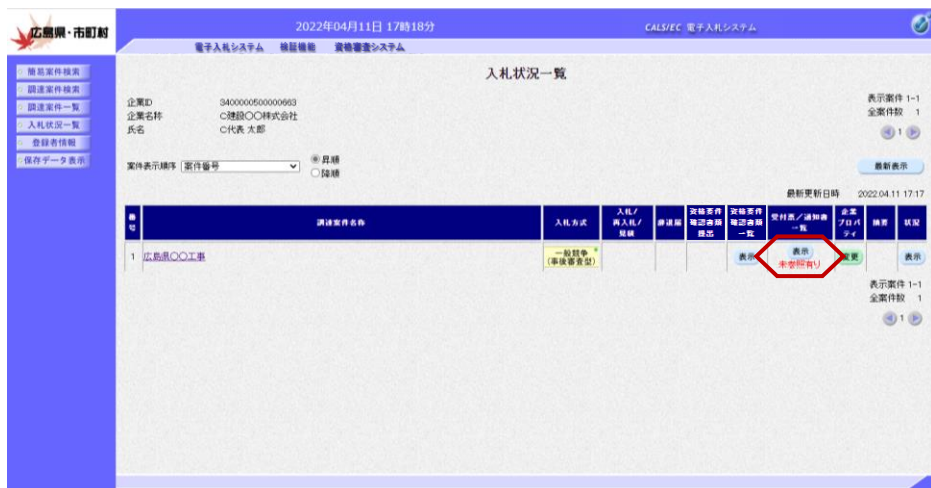 広島県・市町村
2022年04月11日 17時18分
CALS/EC 電子入札システム
電子入札システム 検証機能 資格審査システム
簡易案件検索
調達案件検索
調達案件一覧
入札状況一覧
登録者情報
保存データ表示
入札状況一覧
企業ID 3400000500000663
企業名称 C建設〇〇株式会社
氏名 C代表 太郎
表示案件 1-1
全案件数 1
1
案件表示順序 案件番号
昇順
降順
最新表示
最新更新日時 2022.04.11 17:17
番号 調達案件名称 入札方式 入札/再入札/見積 辞退届 資格要件確認書類提出 資格要件確認書類一覧 受付票/通知書一覧 企業プロパティ 摘要 状況
1 広島県〇〇工事 一般競争(事後審査型) 表示 表示 未参照有り 変更 表示
表示案件 1-1
全案件数 1
1